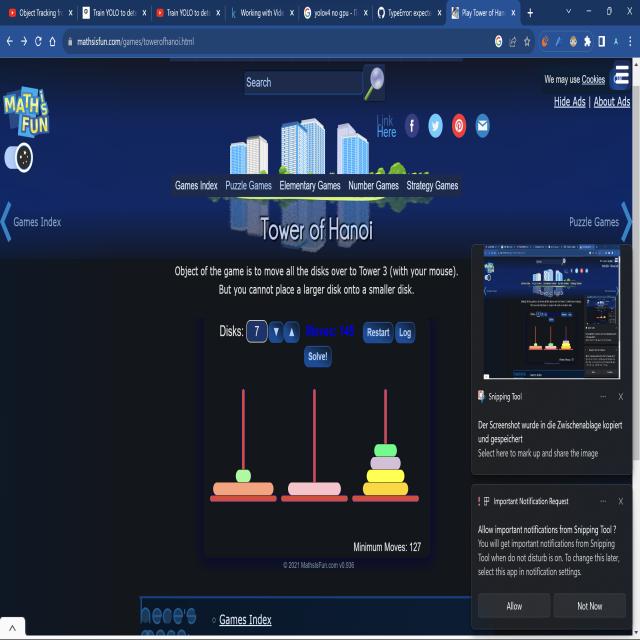 Object Tracking fr
Train YOLO to dete
Train YOLO to dete
Working with Vide
yolov4 no gpu - G
TypeError: expecte
Play Tower of Han
mathsisfun.com/games/towerofhanoi.html
MATH'S FUN
Search
We may use Cookies
Hide Ads | About Ads
Link
Here
Games Index Puzzle Games Elementary Games Number Games Strategy Games
Games Index
Puzzle Games
Tower of Hanoi
Object of the game is to move all the disks over to Tower 3 (with your mouse).
But you cannot place a larger disk onto a smaller disk.
Disks: 7 ▼ ▲ Moves: 145 Restart Log
Solve!
Minimum Moves: 127
© 2021 MathsIsFun.com v0.936
Snipping Tool
Der Screenshot wurde in die Zwischenablage kopiert
und gespeichert
Select here to mark up and share the image
Important Notification Request
Allow important notifications from Snipping Tool ?
You will get important notifications from Snipping
Tool when do not disturb is on. To change this later,
select this app in notification settings.
Allow
Not Now
Games Index